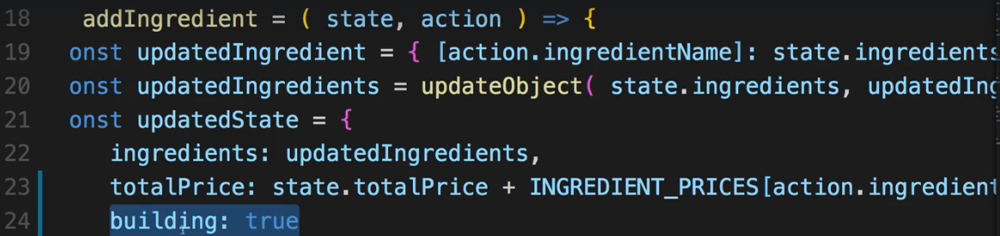 18 addIngredient = ( state, action ) => {
19 onst updatedIngredient = { [action.ingredientName]: state.ingredients
20 onst updatedIngredients = updateObject( state.ingredients, updatedIng
21 onst updatedState = {
22 ingredients: updatedIngredients,
23 totalPrice: state.totalPrice + INGREDIENT_PRICES[action.ingredient
24 building: true